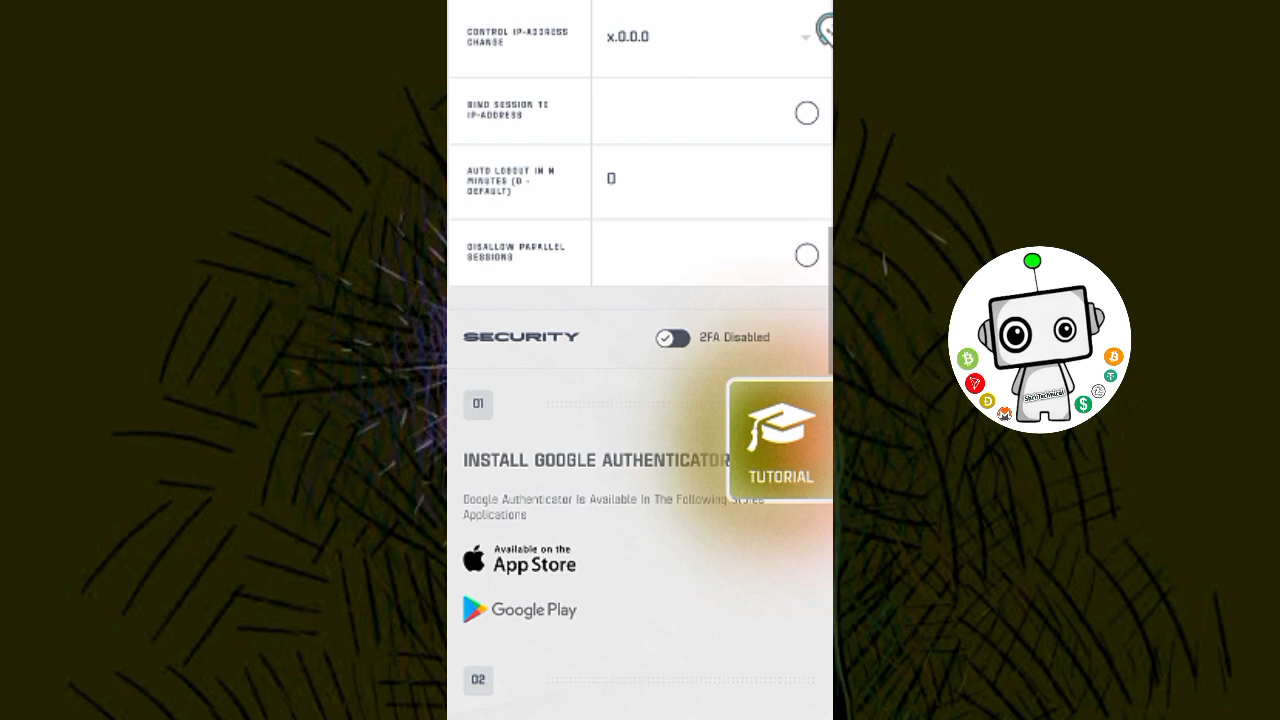 CONTROL IP-ADDRESS
CHANGE
x.0.0.0
BIND SESSION TO
IP-ADDRESS
AUTO LOGOUT IN N
MINUTES (0 -
DEFAULT)
0
DISALLOW PARALLEL
SESSIONS
SECURITY
2FA Disabled
01
INSTALL GOOGLE AUTHENTICATOR
TUTORIAL
Google Authenticator Is Available In The Following Stores
Applications
Available on the
App Store
Google Play
02